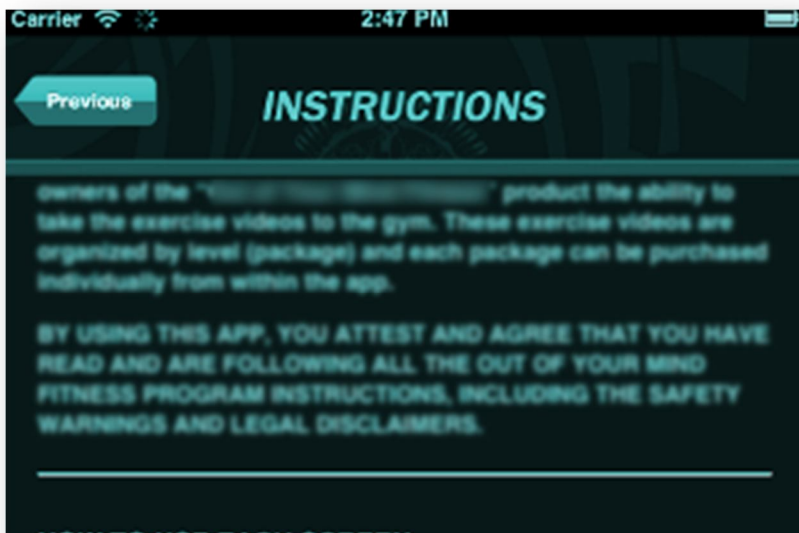 Carrier 2:47 PM
Previous
INSTRUCTIONS
owners of the " " product the ability to
take the exercise videos to the gym. These exercise videos are
organized by level (package) and each package can be purchased
individually from within the app.
BY USING THIS APP, YOU ATTEST AND AGREE THAT YOU HAVE
READ AND ARE FOLLOWING ALL THE OUT OF YOUR MIND
FITNESS PROGRAM INSTRUCTIONS, INCLUDING THE SAFETY
WARNINGS AND LEGAL DISCLAIMERS.